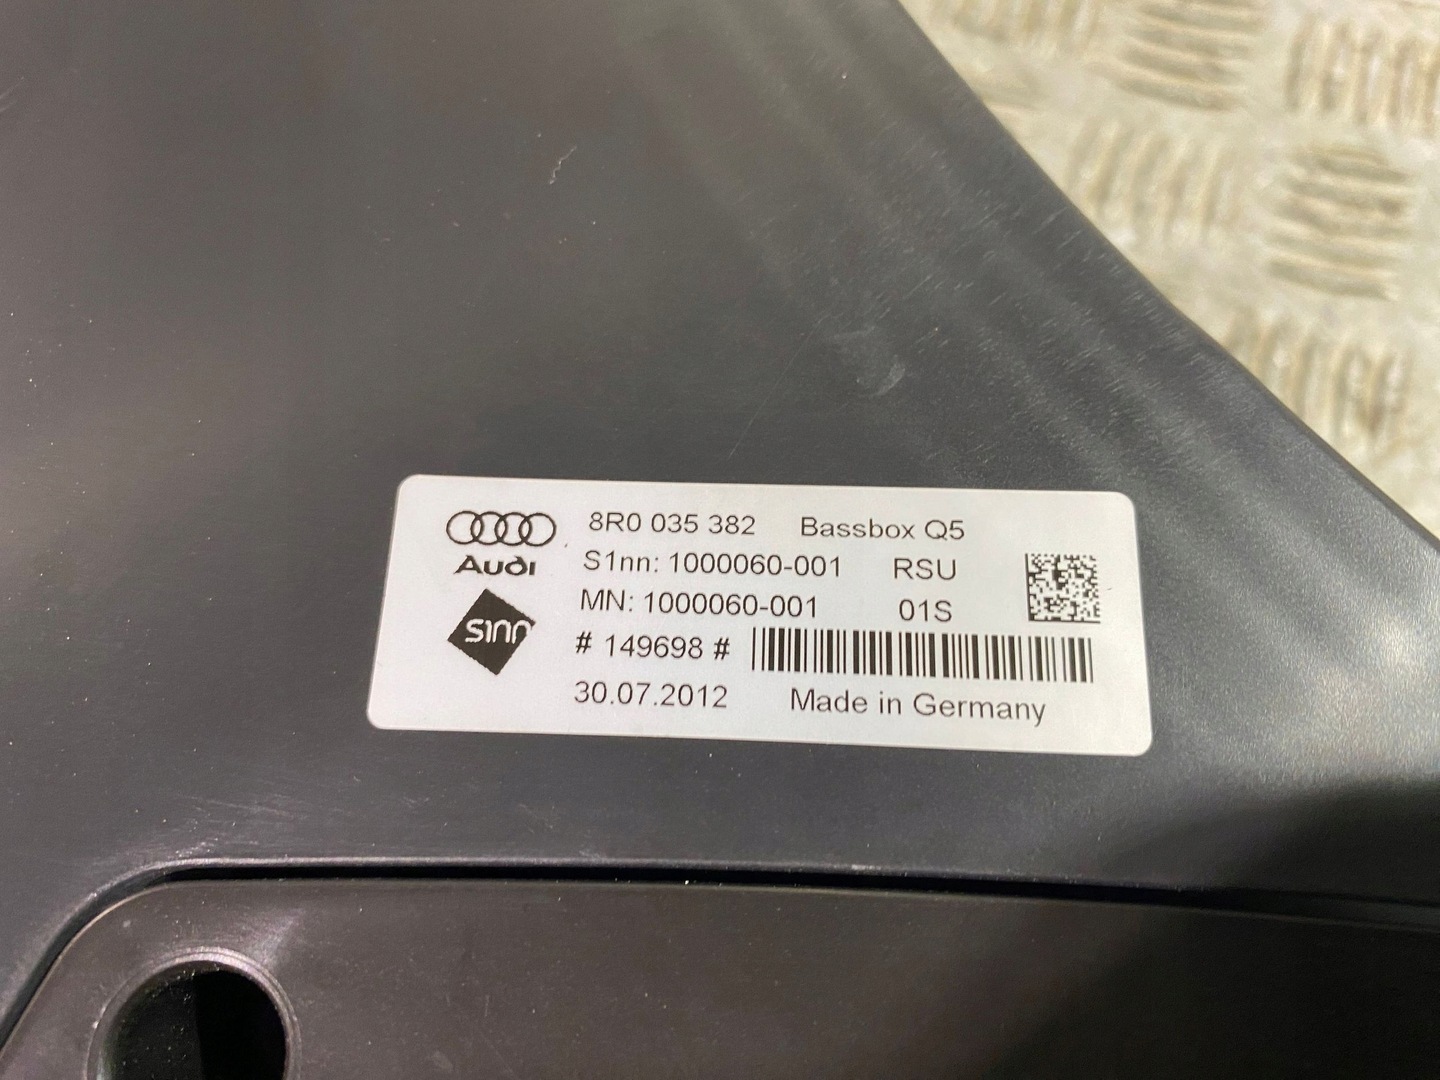 Audi
S1nn
8R0 035 382 Bassbox Q5
S1nn: 1000060-001 RSU
MN: 1000060-001 01S
# 149698 #
30.07.2012 Made in Germany